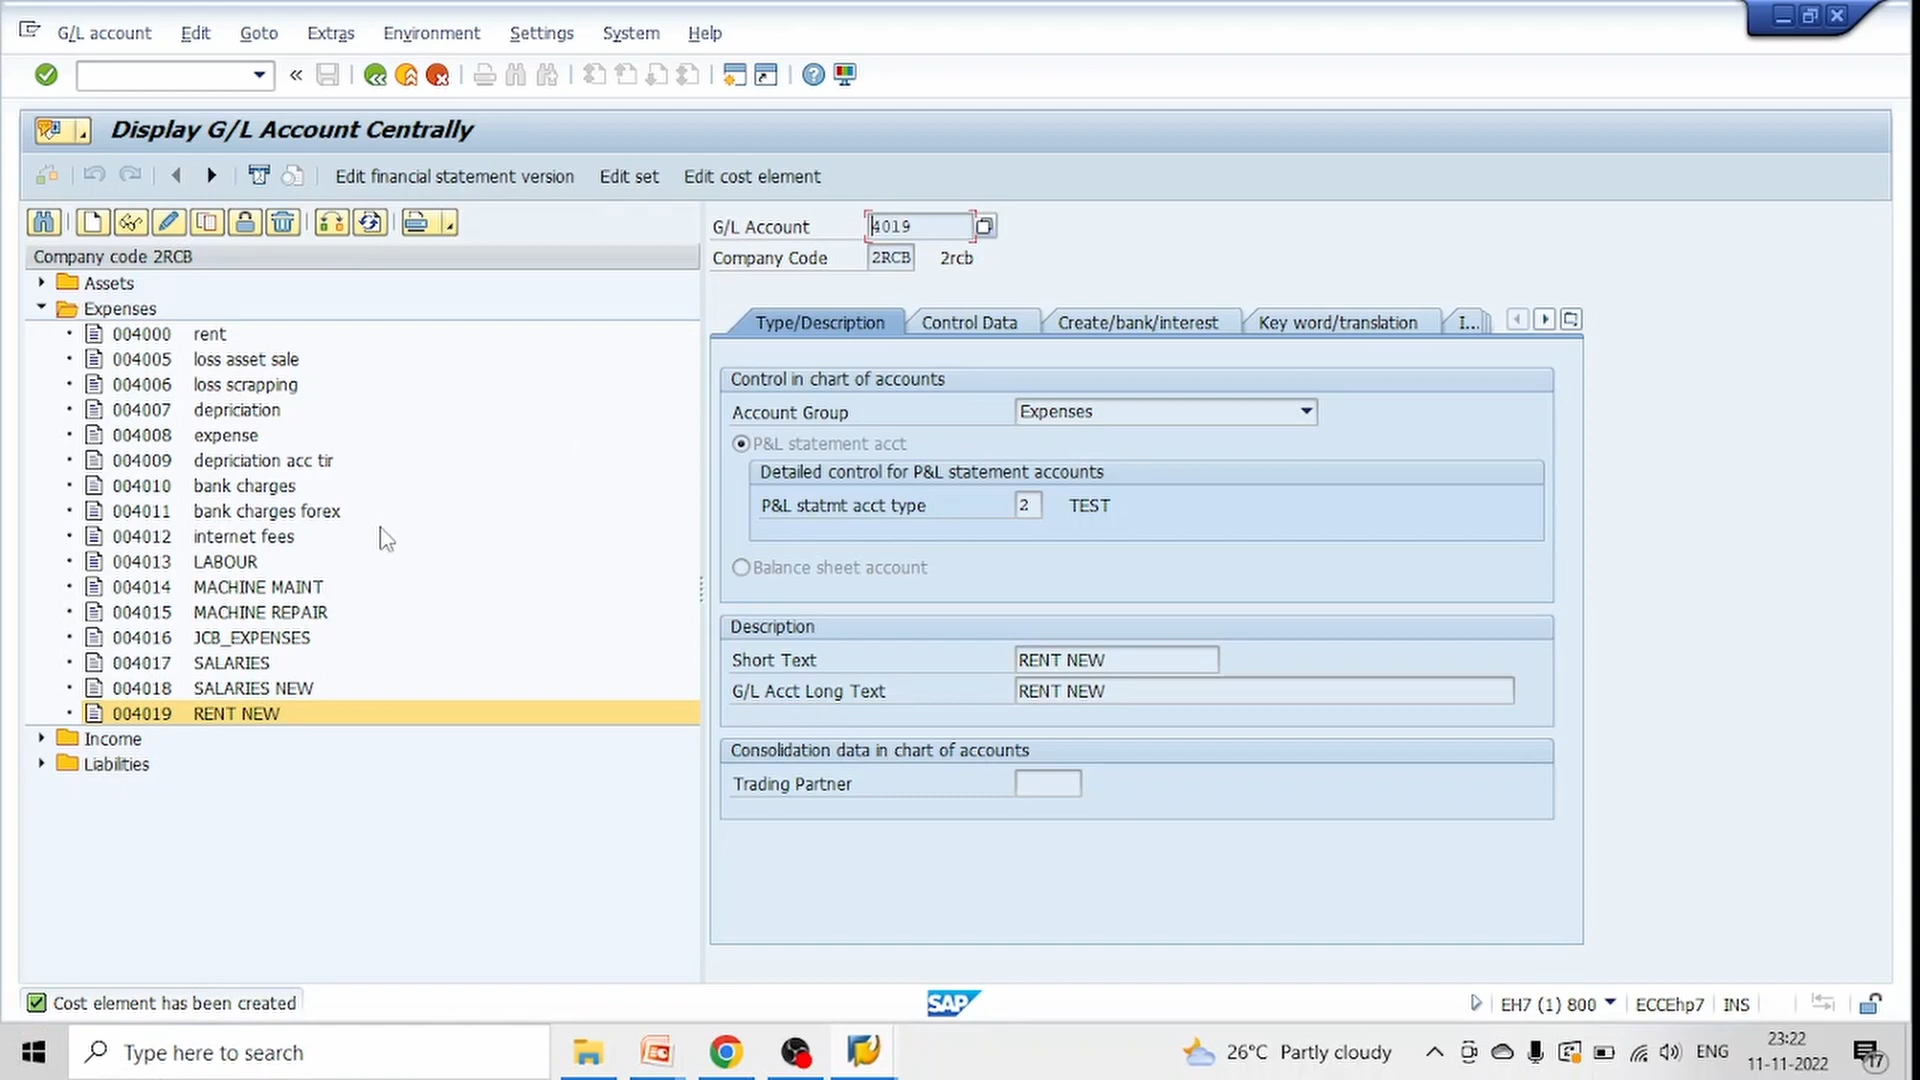 G/L account Edit Goto Extras Environment Settings System Help
Display G/L Account Centrally
Edit financial statement version Edit set Edit cost element
Company code 2RCB
Assets
Expenses
004000 rent
004005 loss asset sale
004006 loss scrapping
004007 depriciation
004008 expense
004009 depriciation acc tir
004010 bank charges
004011 bank charges forex
004012 internet fees
004013 LABOUR
004014 MACHINE MAINT
004015 MACHINE REPAIR
004016 JCB_EXPENSES
004017 SALARIES
004018 SALARIES NEW
004019 RENT NEW
Income
Liabilities
G/L Account 4019
Company Code 2RCB 2rcb
Type/Description Control Data Create/bank/interest Key word/translation I...
Control in chart of accounts
Account Group Expenses
P&L statement acct
Detailed control for P&L statement accounts
P&L statmt acct type 2 TEST
Balance sheet account
Description
Short Text RENT NEW
G/L Acct Long Text RENT NEW
Consolidation data in chart of accounts
Trading Partner
Cost element has been created
SAP
EH7 (1) 800 ECCEhp7 INS
Type here to search
26°C Partly cloudy
ENG
23:22
11-11-2022
17